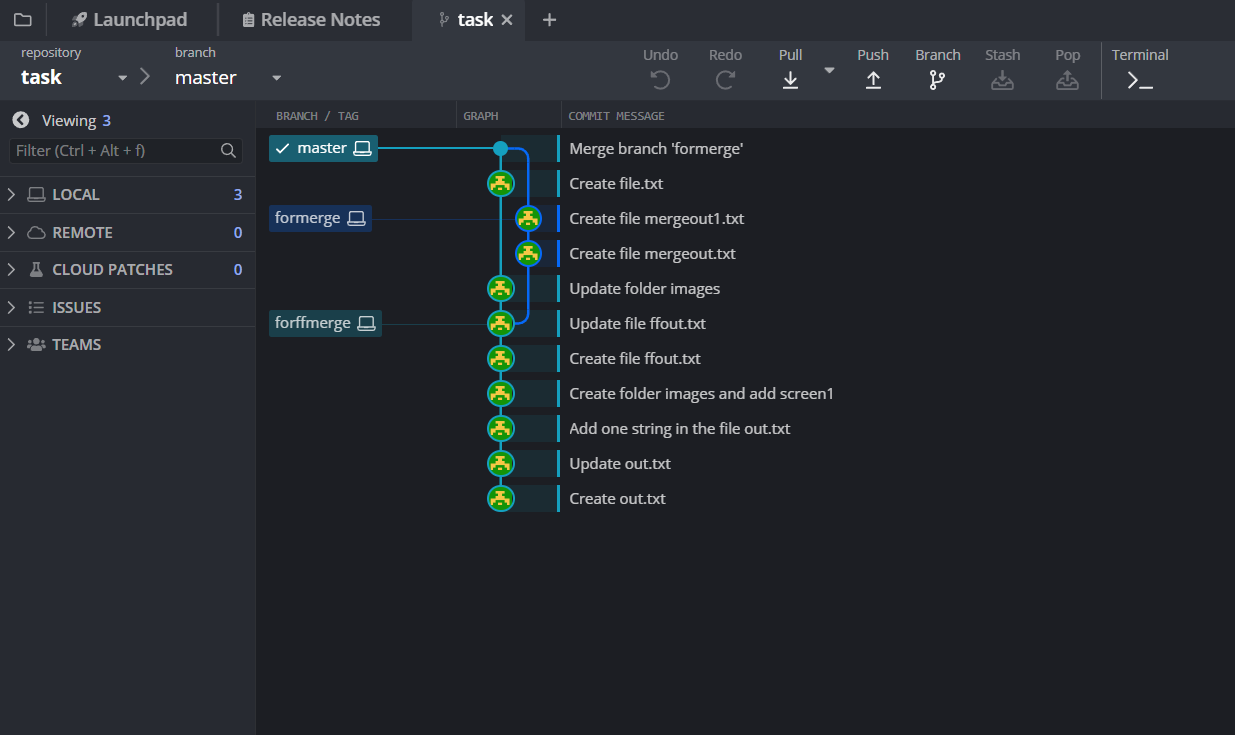 Launchpad
Release Notes
task
repository
task
branch
master
Undo
Redo
Pull
Push
Branch
Stash
Pop
Terminal
Viewing 3
Filter (Ctrl + Alt + f)
LOCAL 3
REMOTE 0
CLOUD PATCHES 0
ISSUES
TEAMS
BRANCH / TAG
GRAPH
COMMIT MESSAGE
master
Merge branch 'formerge'
Create file.txt
formerge
Create file mergeout1.txt
Create file mergeout.txt
Update folder images
forffmerge
Update file ffout.txt
Create file ffout.txt
Create folder images and add screen1
Add one string in the file out.txt
Update out.txt
Create out.txt